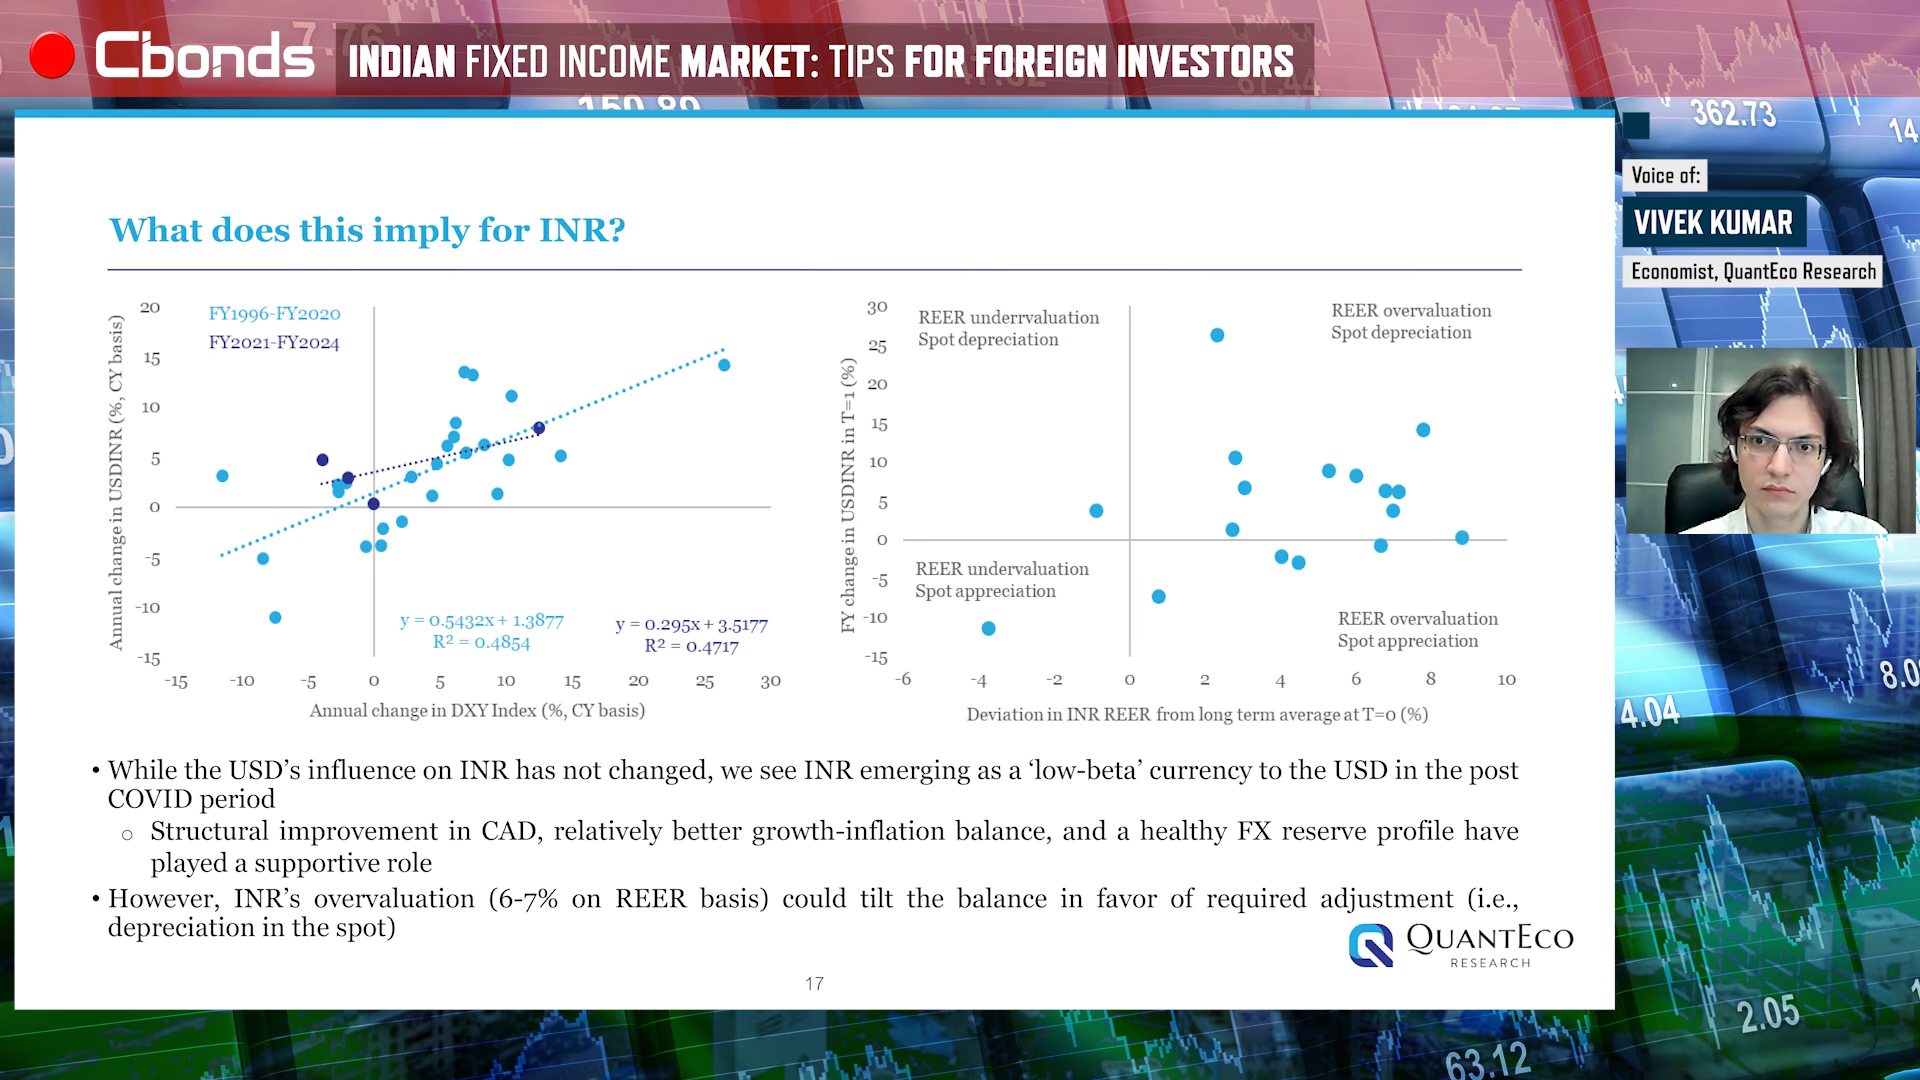 Cbonds
INDIAN FIXED INCOME MARKET: TIPS FOR FOREIGN INVESTORS
7.76
67.44
150.89
362.73
14
Voice of:
VIVEK KUMAR
Economist, QuantEco Research
What does this imply for INR?
FY1996-FY2020
FY2021-FY2024
Annual change in USDINR (%, CY basis)
20
15
10
5
0
-5
-10
-15
y = 0.5432x + 1.3877
R² = 0.4854
y = 0.295x + 3.5177
R² = 0.4717
-15 -10 -5 0 5 10 15 20 25 30
Annual change in DXY Index (%, CY basis)
FY change in USDINR in T=1 (%)
30
25
20
15
10
5
0
-5
-10
-15
REER underrvaluation
Spot depreciation
REER overvaluation
Spot depreciation
REER undervaluation
Spot appreciation
REER overvaluation
Spot appreciation
-6 -4 -2 0 2 4 6 8 10
Deviation in INR REER from long term average at T=0 (%)
• While the USD's influence on INR has not changed, we see INR emerging as a ‘low-beta’ currency to the USD in the post
COVID period
○ Structural improvement in CAD, relatively better growth-inflation balance, and a healthy FX reserve profile have
played a supportive role
• However, INR's overvaluation (6-7% on REER basis) could tilt the balance in favor of required adjustment (i.e.,
depreciation in the spot)
QUANTECO
RESEARCH
17
4.04
8.0
2.05
63.12